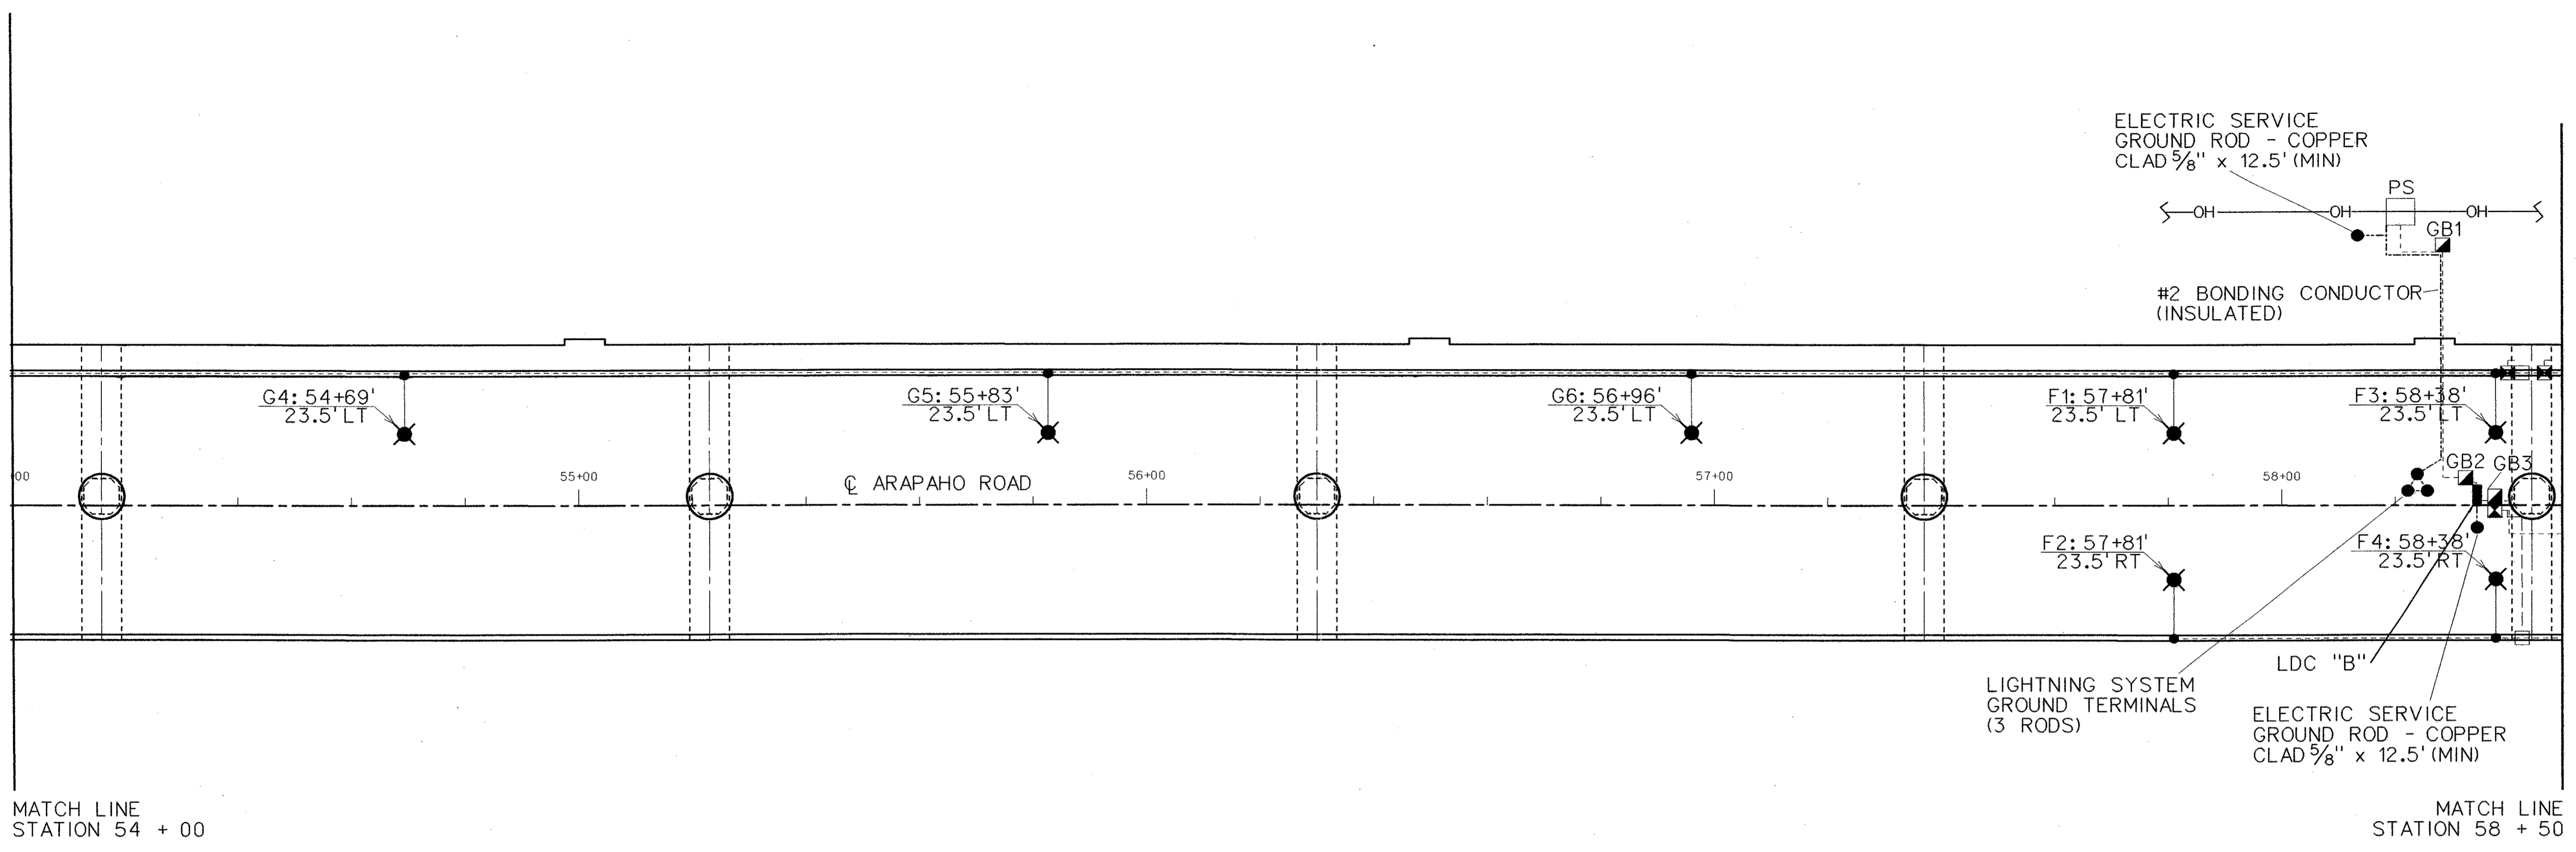 ELECTRIC SERVICE
GROUND ROD - COPPER
CLAD 5/8" x 12.5' (MIN)
PS
OH
OH
OH
GB1
#2 BONDING CONDUCTOR
(INSULATED)
G4: 54+69'
23.5' LT
G5: 55+83'
23.5' LT
G6: 56+96'
23.5' LT
F1: 57+81'
23.5' LT
F3: 58+38'
23.5' LT
00
55+00
℄ ARAPAHO ROAD
56+00
57+00
58+00
GB2
GB3
F2: 57+81'
23.5' RT
F4: 58+38'
23.5' RT
LDC "B"
LIGHTNING SYSTEM
GROUND TERMINALS
(3 RODS)
ELECTRIC SERVICE
GROUND ROD - COPPER
CLAD 5/8" x 12.5' (MIN)
MATCH LINE
STATION 54 + 00
MATCH LINE
STATION 58 + 50